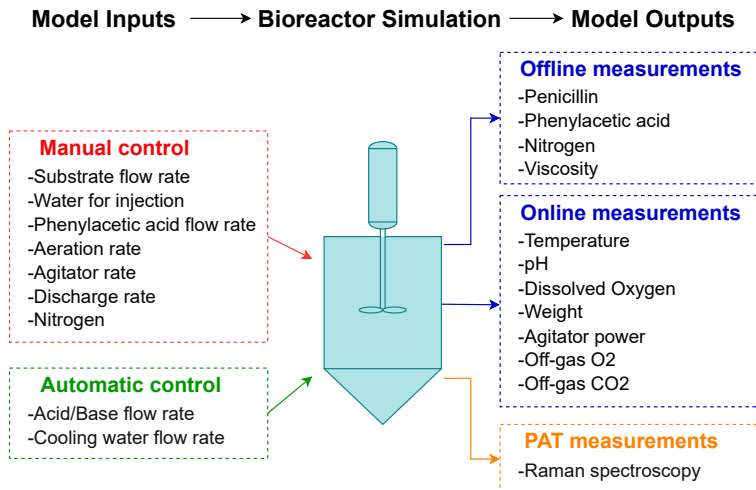 Model Inputs
Bioreactor Simulation
Model Outputs
Manual control
-Substrate flow rate
-Water for injection
-Phenylacetic acid flow rate
-Aeration rate
-Agitator rate
-Discharge rate
-Nitrogen
Automatic control
-Acid/Base flow rate
-Cooling water flow rate
Offline measurements
-Penicillin
-Phenylacetic acid
-Nitrogen
-Viscosity
Online measurements
-Temperature
-pH
-Dissolved Oxygen
-Weight
-Agitator power
-Off-gas O2
-Off-gas CO2
PAT measurements
-Raman spectroscopy